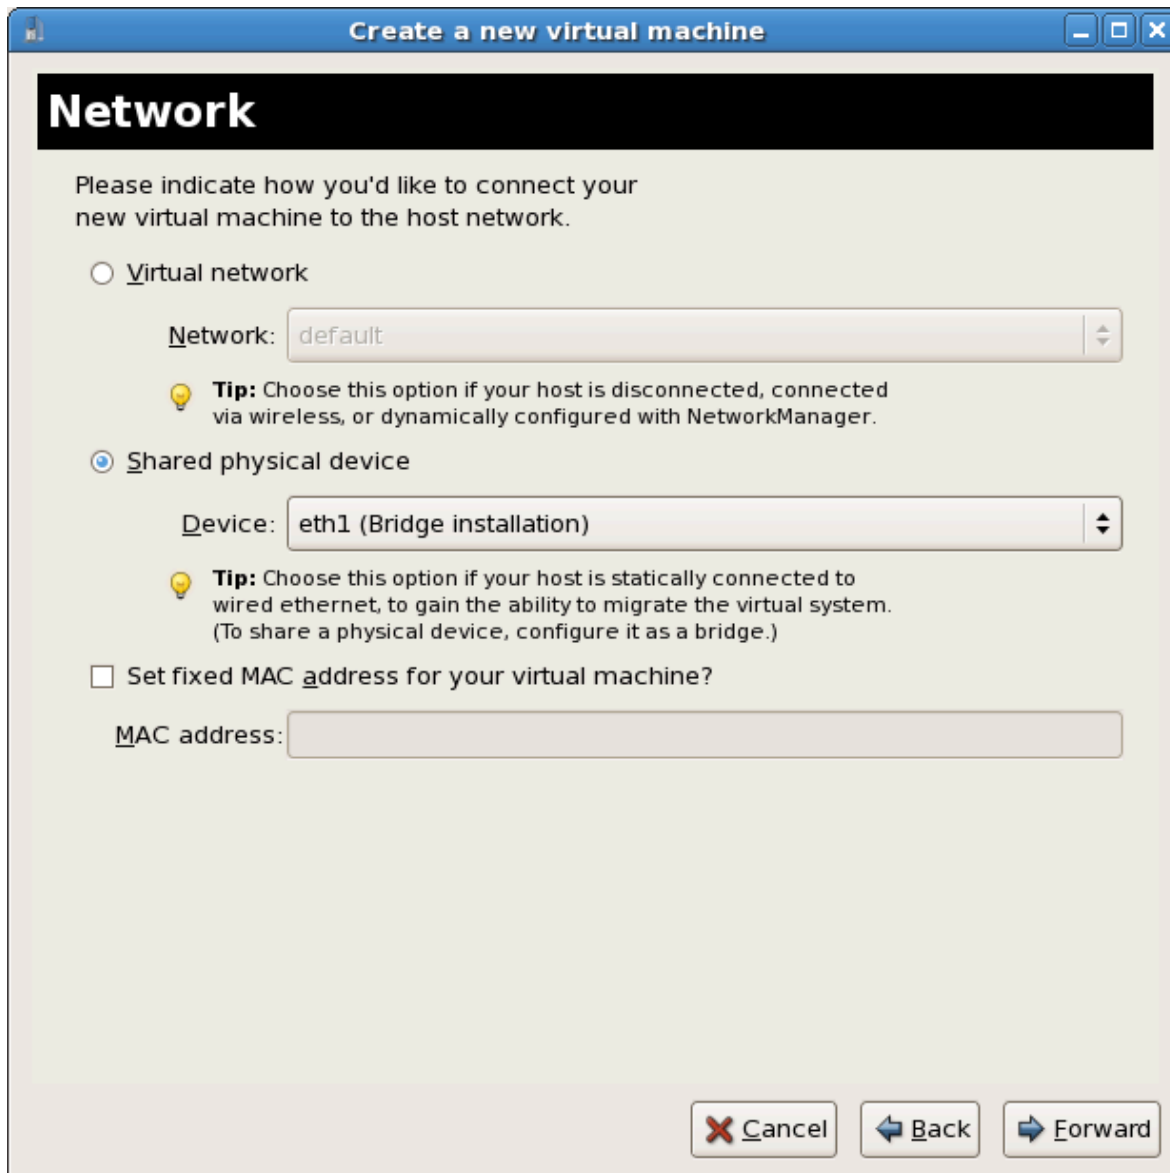 Create a new virtual machine
Network
Please indicate how you'd like to connect your
new virtual machine to the host network.
Virtual network
Network: default
Tip: Choose this option if your host is disconnected, connected
via wireless, or dynamically configured with NetworkManager.
Shared physical device
Device: eth1 (Bridge installation)
Tip: Choose this option if your host is statically connected to
wired ethernet, to gain the ability to migrate the virtual system.
(To share a physical device, configure it as a bridge.)
Set fixed MAC address for your virtual machine?
MAC address:
Cancel Back Forward